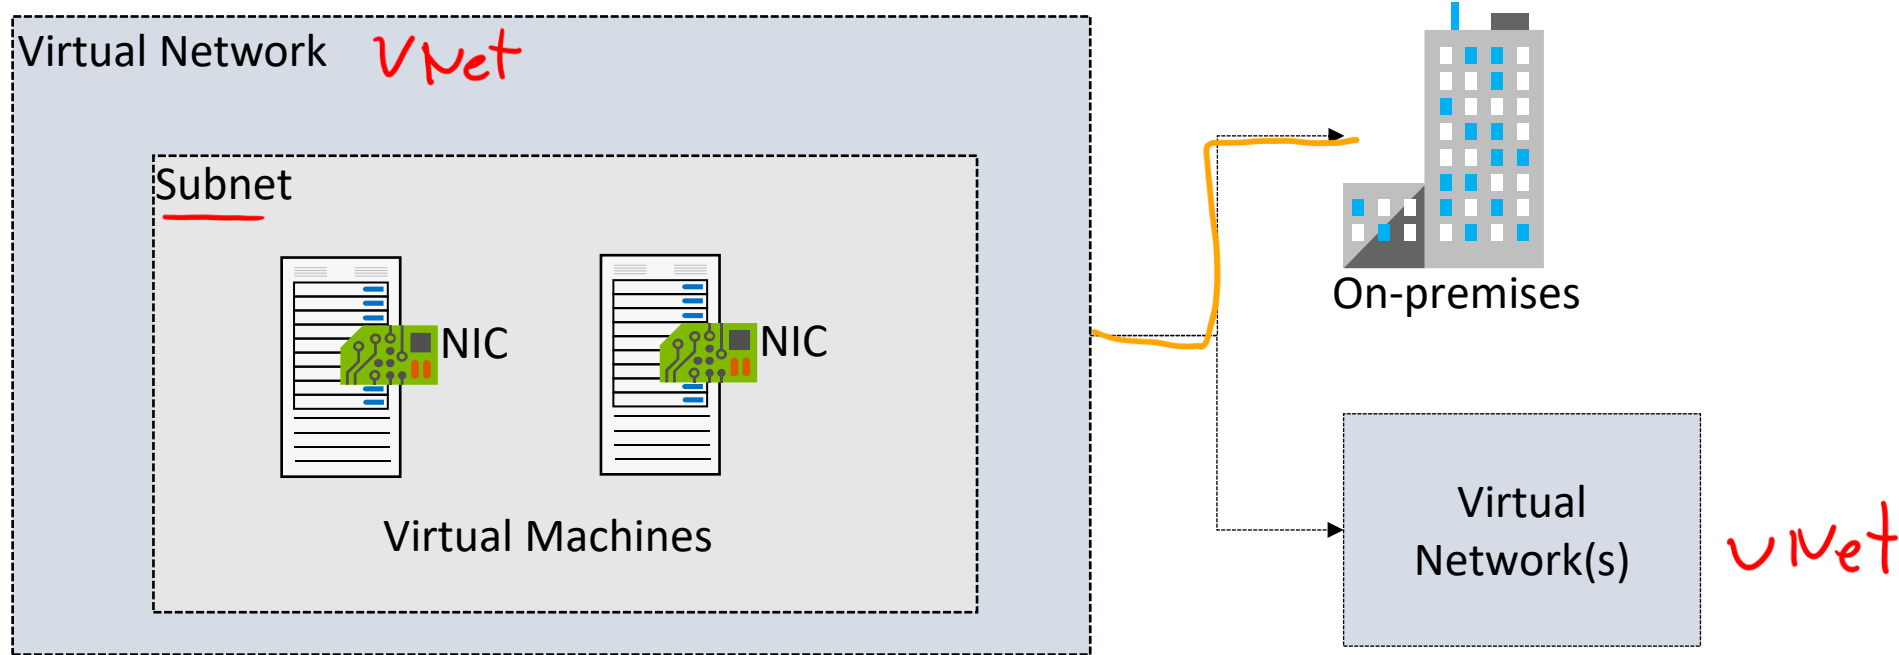 Virtual Network VNet
Subnet
NIC
NIC
Virtual Machines
On-premises
Virtual
Network(s)
VNet